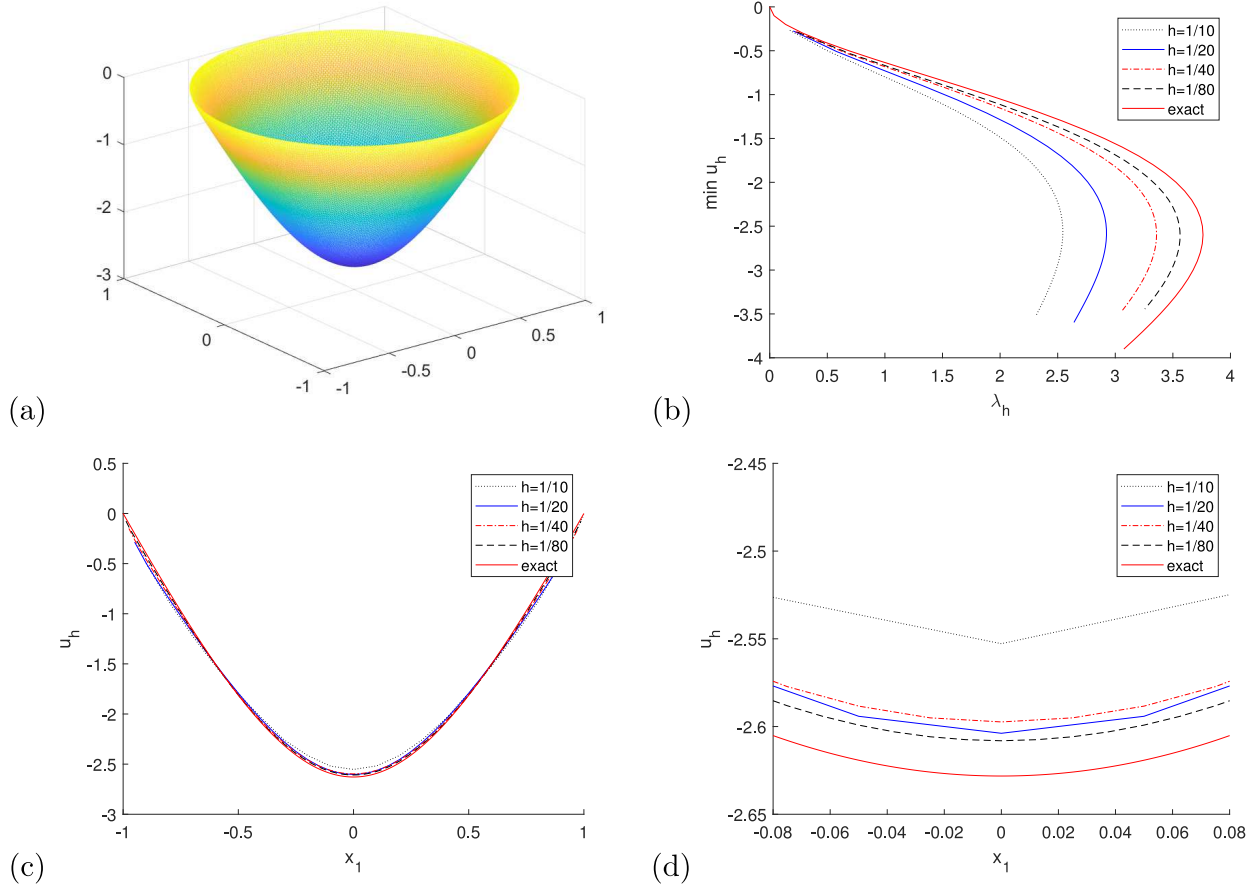 0
-1
-2
-3
1
0
-1
-1
-0.5
0
0.5
1
(a)
0
-0.5
-1
-1.5
-2
-2.5
-3
-3.5
-4
min u_h
h=1/10
h=1/20
h=1/40
h=1/80
exact
0 0.5 1 1.5 2 2.5 3 3.5 4
λ_h
(b)
0.5
0
-0.5
-1
-1.5
-2
-2.5
-3
u_h
h=1/10
h=1/20
h=1/40
h=1/80
exact
-1 -0.5 0 0.5 1
x_1
(c)
-2.45
-2.5
-2.55
-2.6
-2.65
u_h
h=1/10
h=1/20
h=1/40
h=1/80
exact
-0.08 -0.06 -0.04 -0.02 0 0.02 0.04 0.06 0.08
x_1
(d)